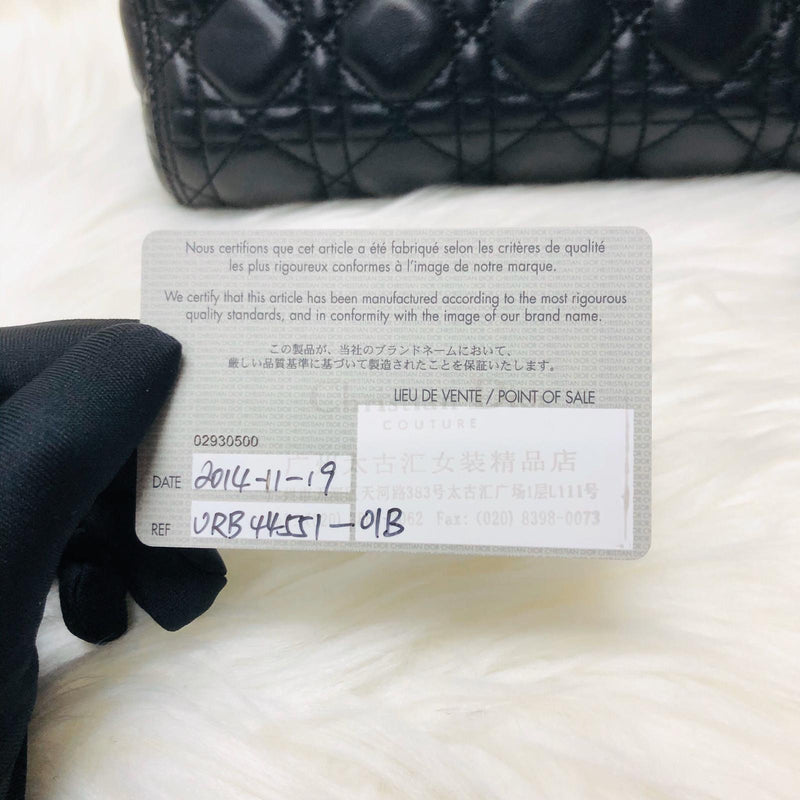 Nous certifions que cet article a été fabriqué selon les critères de qualité
les plus rigoureux conformes à l'image de notre marque.
We certify that this article has been manufactured according to the most rigourous
quality standards, and in conformity with the image of our brand name.
この製品が、当社のブランドネームにおいて、
厳しい品質基準に基づいて製造されたことを保証いたします。
LIEU DE VENTE / POINT OF SALE
Christian
COUTURE
02930500
太古汇女装精品店
DATE 2014-11-19
天河路383号太古汇广场1层L111号
62 Fax: (020) 8398-0073
REF VRB44551-01B